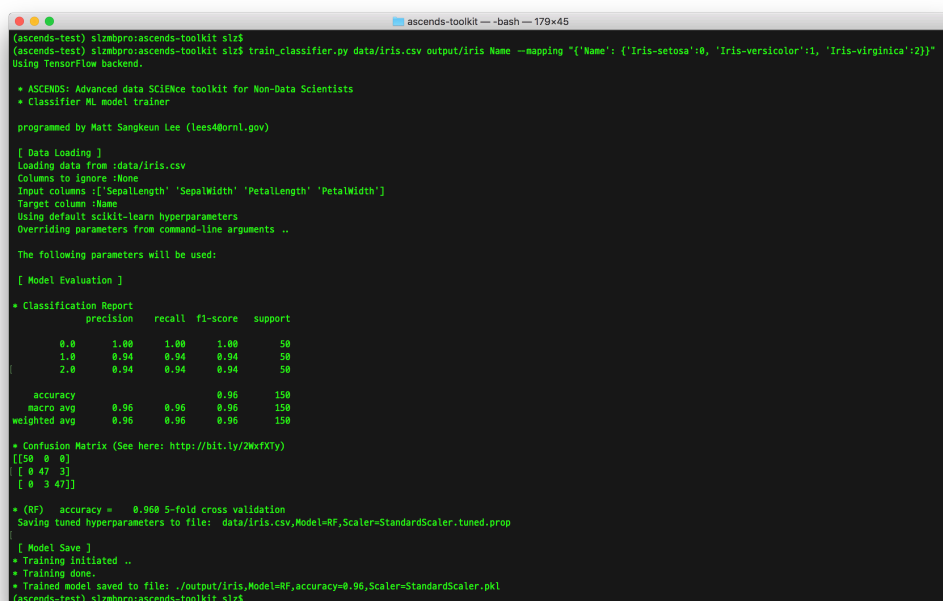 ascends-toolkit — -bash — 179×45
(ascends-test) slzmbpro:ascends-toolkit slz$
(ascends-test) slzmbpro:ascends-toolkit slz$ train_classifier.py data/iris.csv output/iris Name --mapping "{'Name': {'Iris-setosa':0, 'Iris-versicolor':1, 'Iris-virginica':2}}"
Using TensorFlow backend.
* ASCENDS: Advanced data SCiENce toolkit for Non-Data Scientists
* Classifier ML model trainer
programmed by Matt Sangkeun Lee (lees4@ornl.gov)
[ Data Loading ]
Loading data from :data/iris.csv
Columns to ignore :None
Input columns :['SepalLength' 'SepalWidth' 'PetalLength' 'PetalWidth']
Target column :Name
Using default scikit-learn hyperparameters
Overriding parameters from command-line arguments ..
The following parameters will be used:
[ Model Evaluation ]
* Classification Report
precision recall f1-score support
0.0 1.00 1.00 1.00 50
1.0 0.94 0.94 0.94 50
[ 2.0 0.94 0.94 0.94 50
accuracy 0.96 150
macro avg 0.96 0.96 0.96 150
weighted avg 0.96 0.96 0.96 150
* Confusion Matrix (See here: http://bit.ly/2WxfXTy)
[[50 0 0]
[ [ 0 47 3]
[ 0 3 47]]
* (RF) accuracy = 0.960 5-fold cross validation
Saving tuned hyperparameters to file: data/iris.csv,Model=RF,Scaler=StandardScaler.tuned.prop
[
[ Model Save ]
* Training initiated ..
* Training done.
* Trained model saved to file: ./output/iris,Model=RF,accuracy=0.96,Scaler=StandardScaler.pkl
(ascends-test) slzmbpro:ascends-toolkit slz$